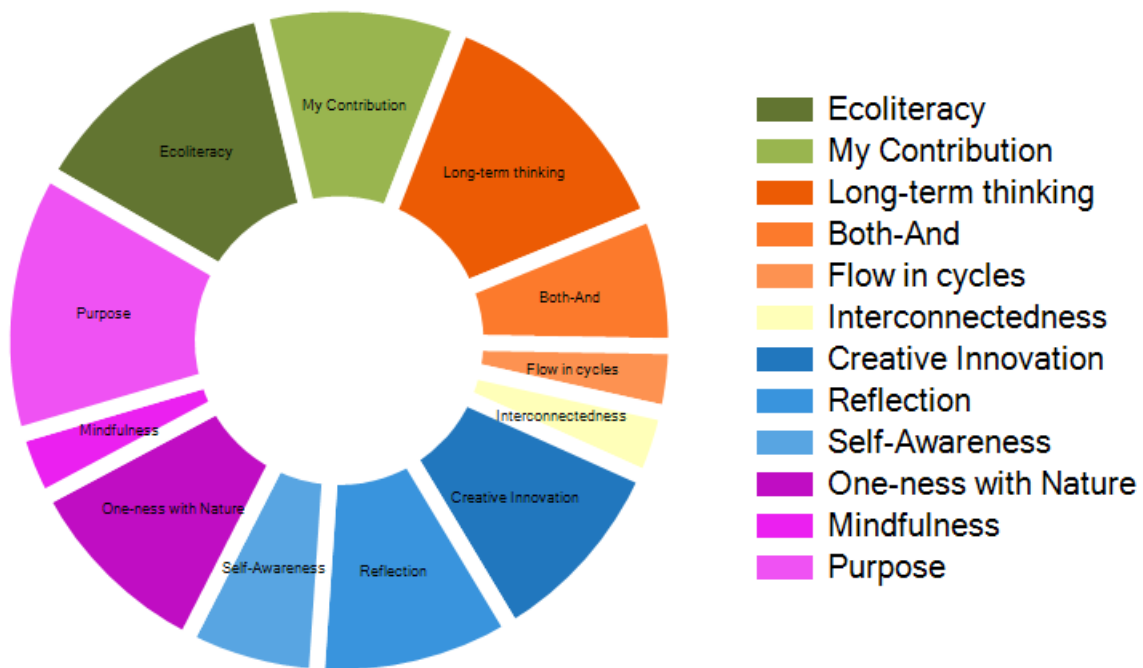 My Contribution
Ecoliteracy
Long-term thinking
Both-And
Purpose
Flow in cycles
Interconnectedness
Mindfulness
Creative Innovation
One-ness with Nature
Self-Awareness
Reflection
Ecoliteracy
My Contribution
Long-term thinking
Both-And
Flow in cycles
Interconnectedness
Creative Innovation
Reflection
Self-Awareness
One-ness with Nature
Mindfulness
Purpose